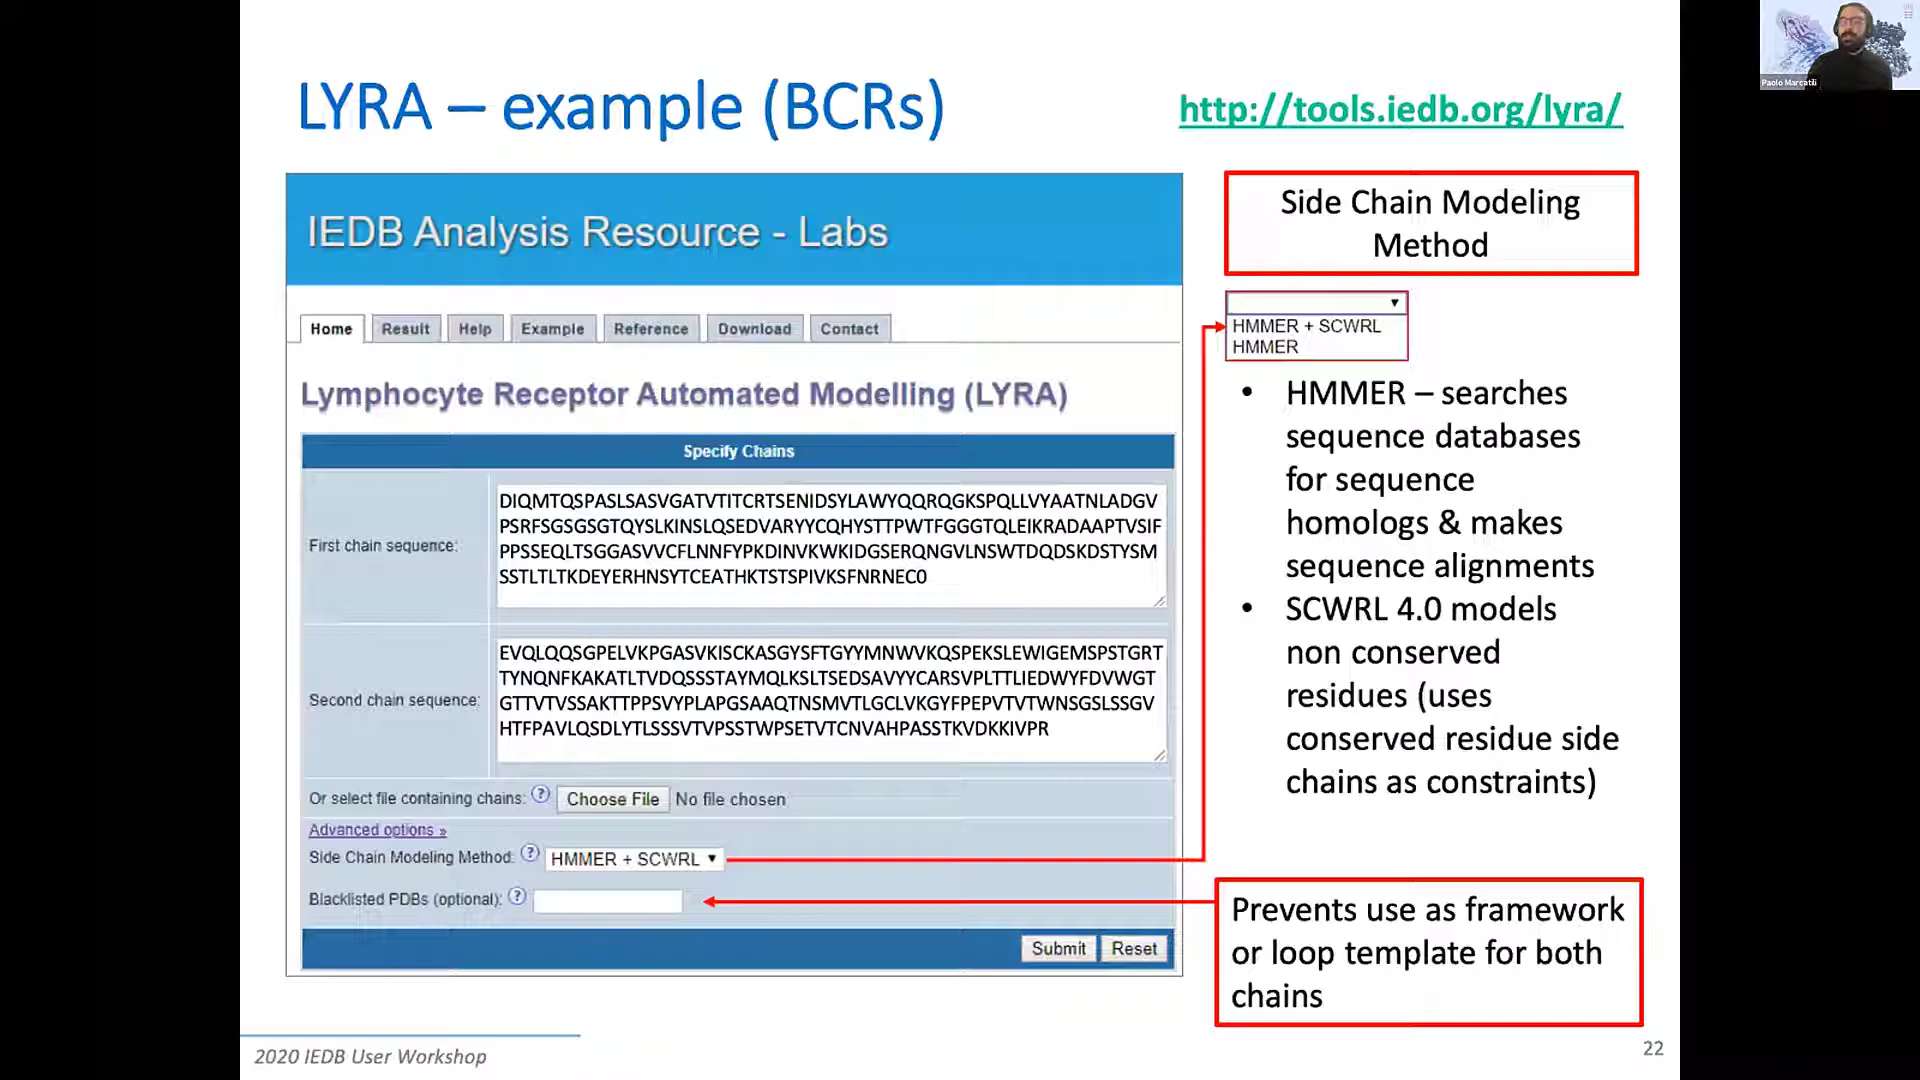 LYRA – example (BCRs)
http://tools.iedb.org/lyra/
Paolo Marcatili
IEDB Analysis Resource - Labs
Home Result Help Example Reference Download Contact
Lymphocyte Receptor Automated Modelling (LYRA)
Specify Chains
First chain sequence:
DIQMTQSPASLSASVGATVTITCRTSENIDSYLAWYQQRQGKSPQLLVYAATNLADGV
PSRFSGSGSGTQYSLKINSLQSEDVARYYCQHYSTTPWTFGGGTQLEIKRADAAPTVSIF
PPSSEQLTSGGASVVCFLNNFYPKDINVKWKIDGSERQNGVLNSWTDQDSKDSTYSM
SSTLTLTKDEYERHNSYTCEATHKTSTSPIVKSFNRNEC0
Second chain sequence:
EVQLQQSGPELVKPGASVKISCKASGYSFTGYYMNWVKQSPEKSLEWIGEMSPSTGRT
TYNQNFKAKATLTVDQSSSTAYMQLKSLTSEDSAVYYCARSVPLTTLIEDWYFDVWGT
GTTVTVSSAKTTPPSVYPLAPGSAAQTNSMVTLGCLVKGYFPEPVTVTWNSGSLSSGV
HTFPAVLQSDLYTLSSSVTVPSSTWPSETVTCNVAHPASSTKVDKKIVPR
Or select file containing chains: ? Choose File No file chosen
Advanced options »
Side Chain Modeling Method: ? HMMER + SCWRL ▼
Blacklisted PDBs (optional): ?
Submit Reset
Side Chain Modeling
Method
▼
HMMER + SCWRL
HMMER
• HMMER – searches
sequence databases
for sequence
homologs & makes
sequence alignments
• SCWRL 4.0 models
non conserved
residues (uses
conserved residue side
chains as constraints)
Prevents use as framework
or loop template for both
chains
2020 IEDB User Workshop
22